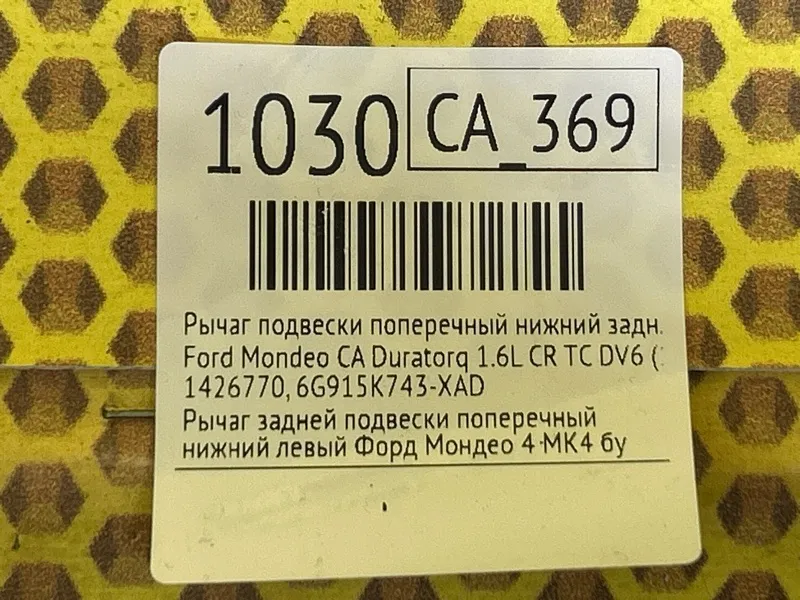 1030 CA_369
Рычаг подвески поперечный нижний задн.
Ford Mondeo CA Duratorq 1.6L CR TC DV6 (
1426770, 6G915K743-XAD
Рычаг задней подвески поперечный
нижний левый Форд Мондео 4 МК4 бу